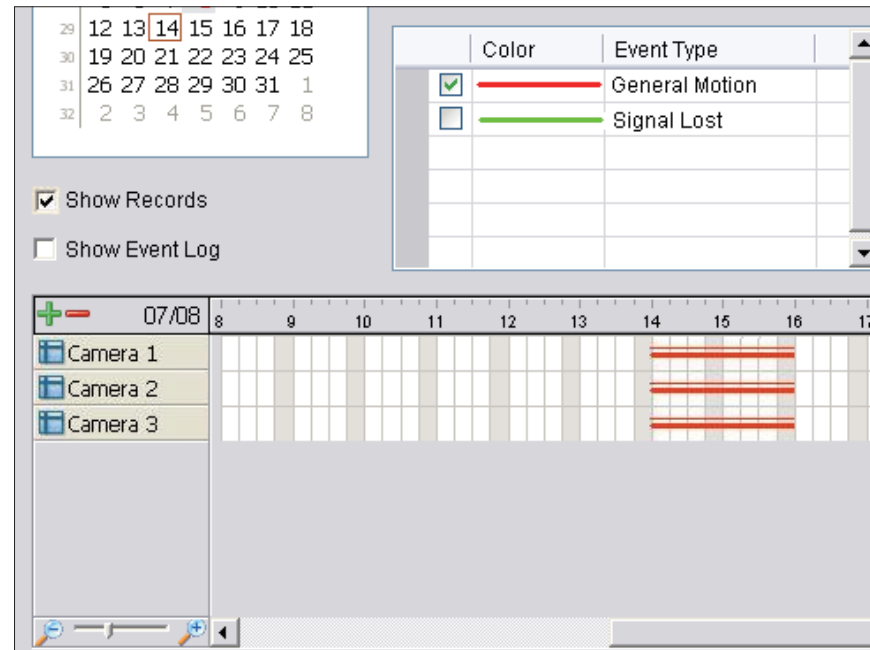 29 12 13 14 15 16 17 18
30 19 20 21 22 23 24 25
31 26 27 28 29 30 31 1
32 2 3 4 5 6 7 8
Color Event Type
General Motion
Signal Lost
Show Records
Show Event Log
07/08 8 9 10 11 12 13 14 15 16
Camera 1
Camera 2
Camera 3